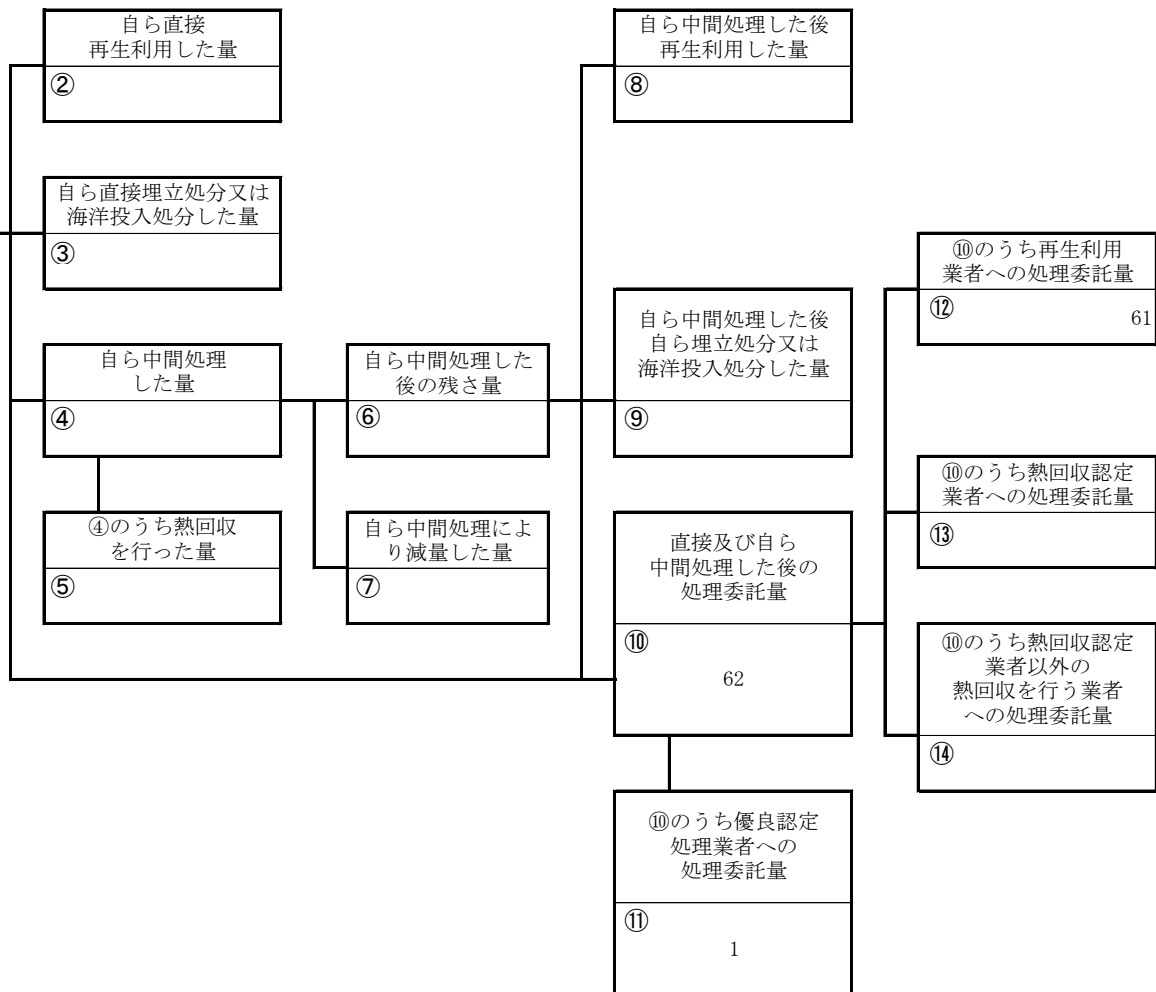 自ら直接
再生利用した量
②
自ら中間処理した後
再生利用した量
⑧
自ら直接埋立処分又は
海洋投入処分した量
③
⑩のうち再生利用
業者への処理委託量
⑫
61
自ら中間処理
した量
④
自ら中間処理した
後の残さ量
⑥
自ら中間処理した後
自ら埋立処分又は
海洋投入処分した量
⑨
⑩のうち熱回収認定
業者への処理委託量
⑬
④のうち熱回収
を行った量
⑤
自ら中間処理によ
り減量した量
⑦
直接及び自ら
中間処理した後の
処理委託量
⑩
62
⑩のうち熱回収認定
業者以外の
熱回収を行う業者
への処理委託量
⑭
⑩のうち優良認定
処理業者への
処理委託量
⑪
1